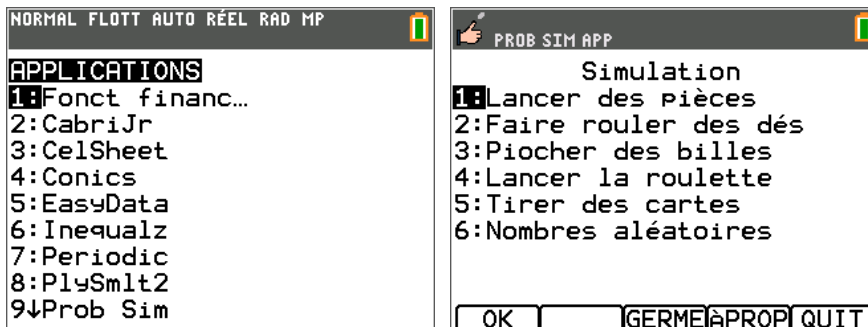 NORMAL FLOTT AUTO RÉEL RAD MP
APPLICATIONS
1:Fonct financ…
2:CabriJr
3:CelSheet
4:Conics
5:EasyData
6:Inequalz
7:Periodic
8:PlySmlt2
9↓Prob Sim
PROB SIM APP
Simulation
1:Lancer des pièces
2:Faire rouler des dés
3:Piocher des billes
4:Lancer la roulette
5:Tirer des cartes
6:Nombres aléatoires
OK GERME àPROP QUIT